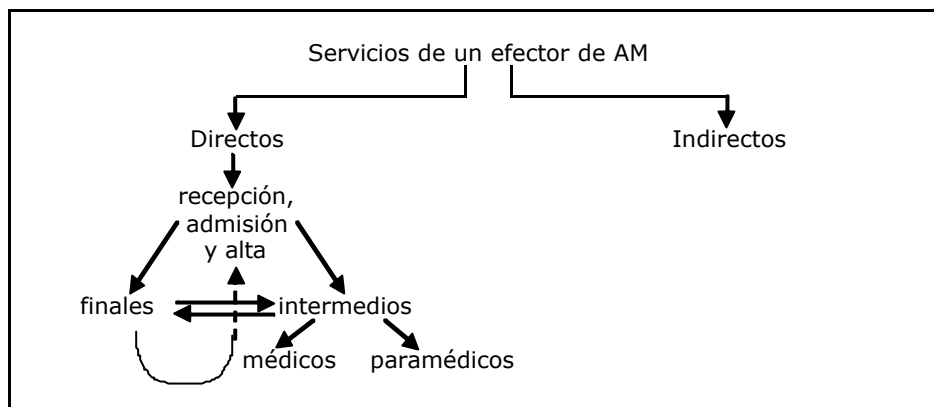 Servicios de un efector de AM
Directos
Indirectos
recepción,
admisión
y alta
finales
intermedios
médicos
paramédicos